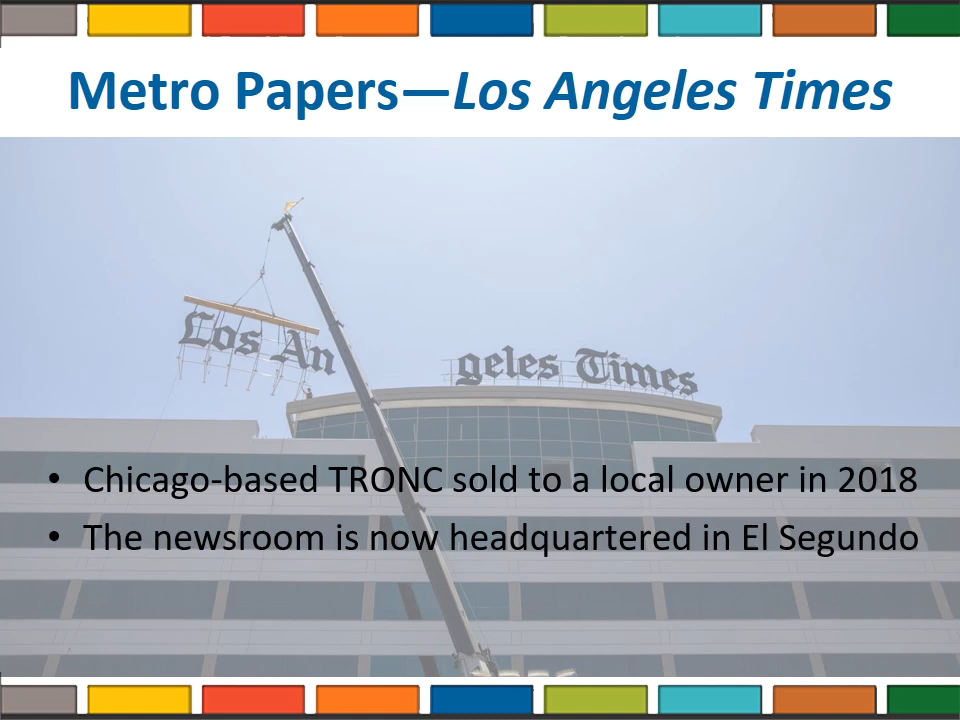 Metro Papers—Los Angeles Times
Los An
geles Times
• Chicago-based TRONC sold to a local owner in 2018
• The newsroom is now headquartered in El Segundo